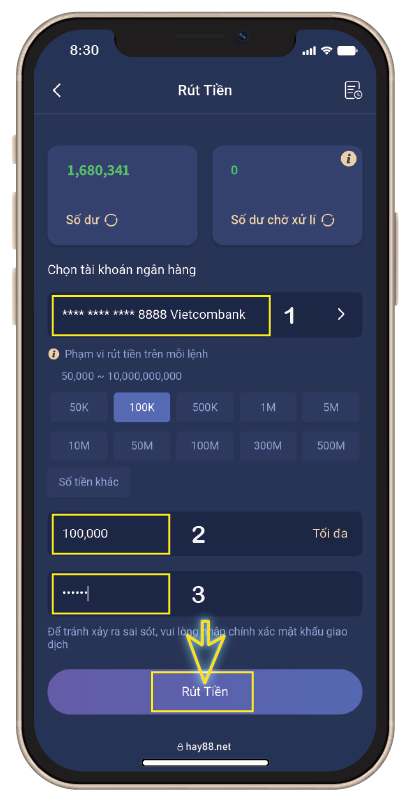 8:30
Rút Tiền
1,680,341
0
Số dư
Số dư chờ xử lí
Chọn tài khoản ngân hàng
**** **** **** 8888 Vietcombank
1
Phạm vi rút tiền trên mỗi lệnh
50,000 ~ 10,000,000,000
50K 100K 500K 1M 5M
10M 50M 100M 300M 500M
Số tiền khác
100,000
2
Tối đa
••••••
3
Để tránh xảy ra sai sót, vui lòng nhập chính xác mật khẩu giao
dịch
Rút Tiền
hay88.net